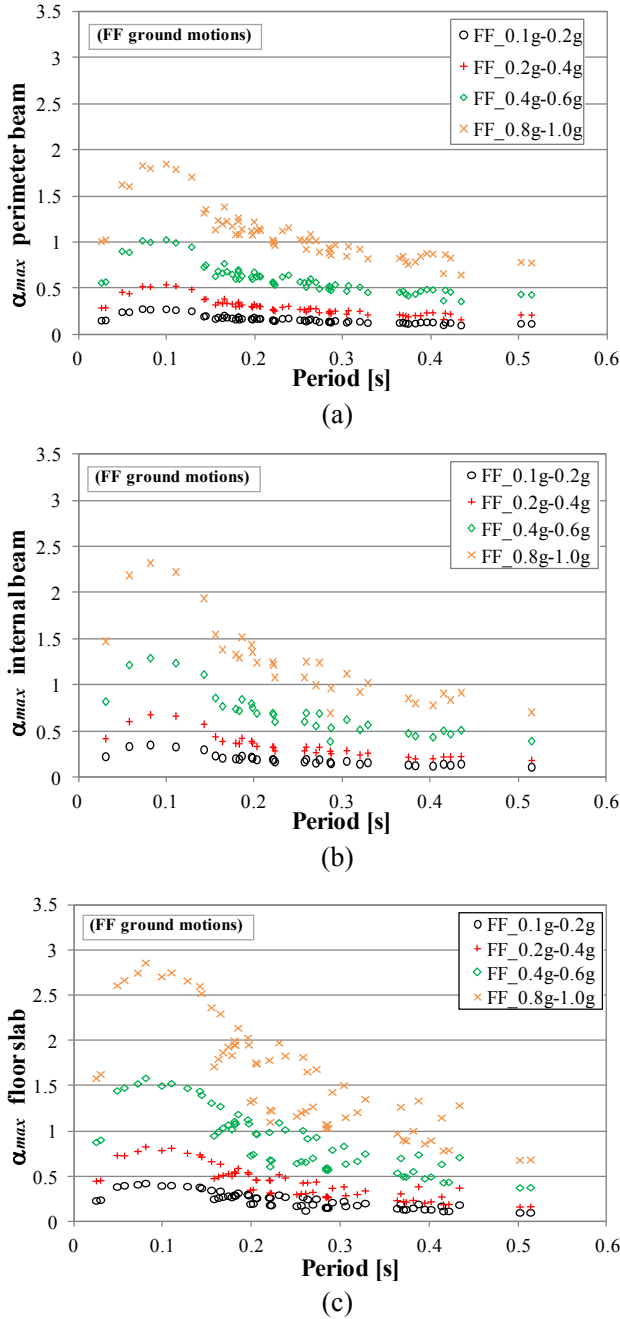 3.5
3
2.5
2
1.5
1
0.5
0
αmax perimeter beam
(FF ground motions)
FF_0.1g-0.2g
FF_0.2g-0.4g
FF_0.4g-0.6g
FF_0.8g-1.0g
0 0.1 0.2 0.3 0.4 0.5 0.6
Period [s]
(a)
3.5
3
2.5
2
1.5
1
0.5
0
αmax internal beam
(FF ground motions)
FF_0.1g-0.2g
FF_0.2g-0.4g
FF_0.4g-0.6g
FF_0.8g-1.0g
0 0.1 0.2 0.3 0.4 0.5 0.6
Period [s]
(b)
3.5
3
2.5
2
1.5
1
0.5
0
αmax floor slab
(FF ground motions)
FF_0.1g-0.2g
FF_0.2g-0.4g
FF_0.4g-0.6g
FF_0.8g-1.0g
0 0.1 0.2 0.3 0.4 0.5 0.6
Period [s]
(c)